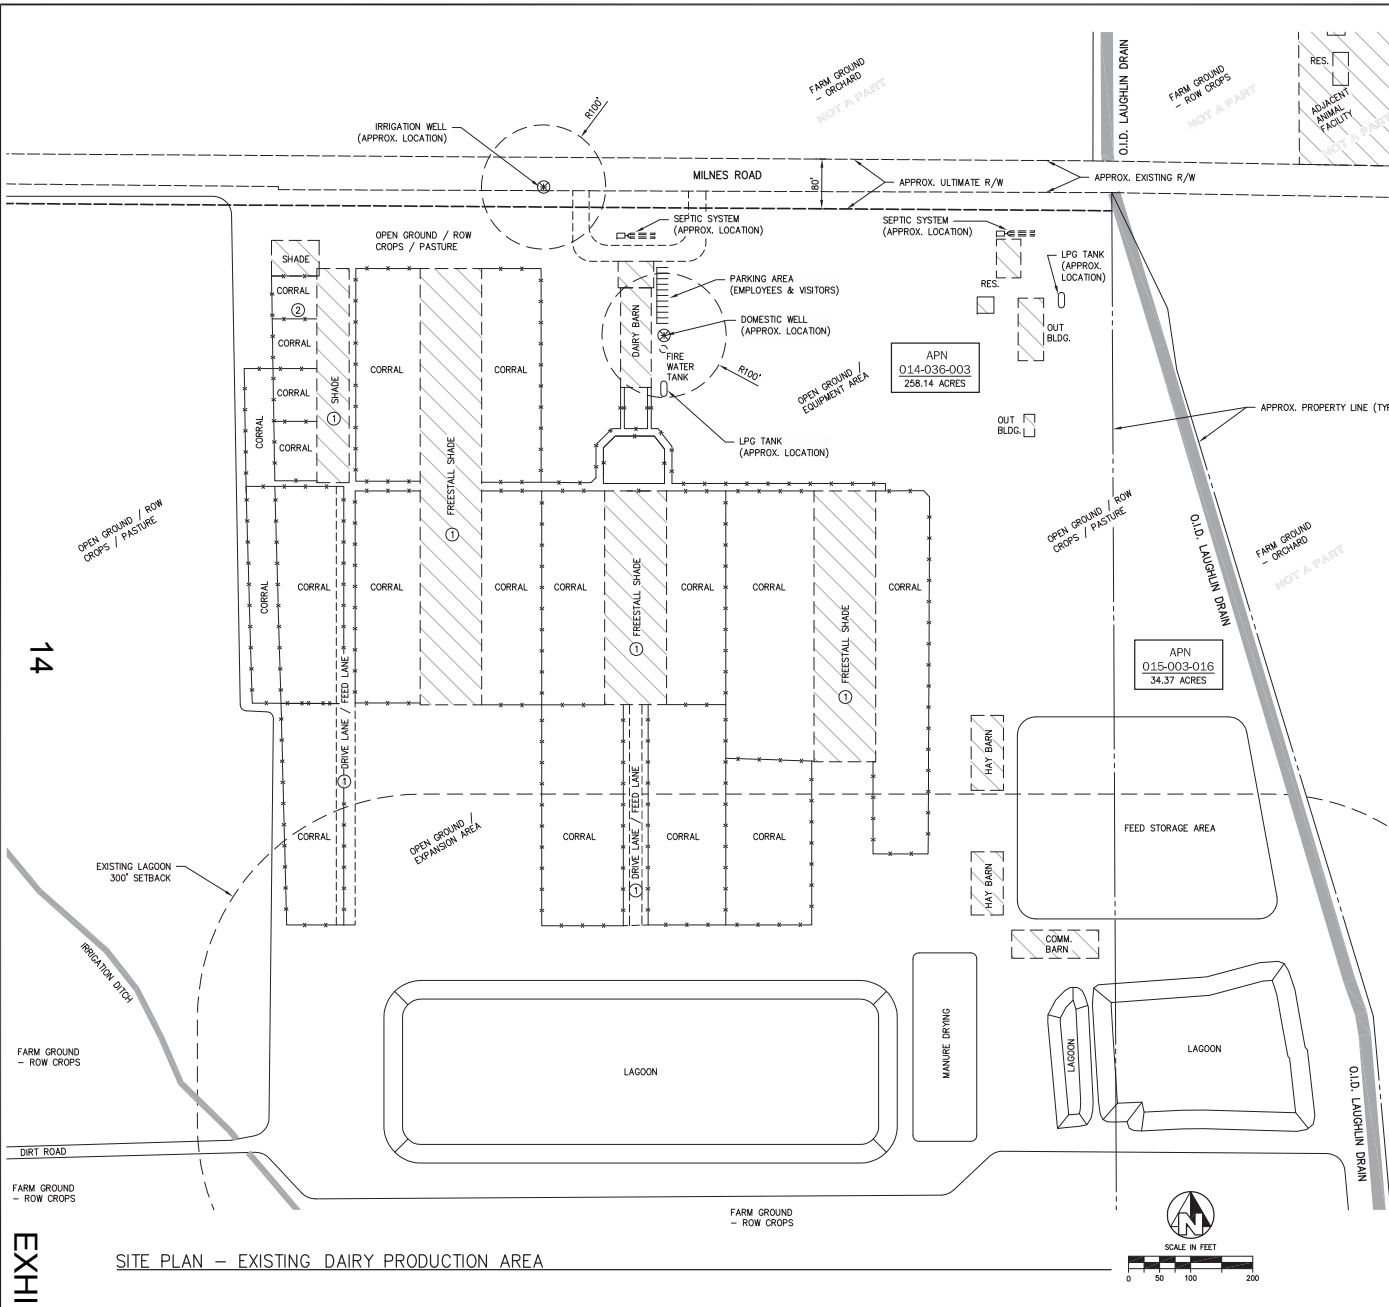 O.I.D. LAUGHLIN DRAIN
FARM GROUND
- ORCHARD
NOT A PART
FARM GROUND
- ROW CROPS
NOT A PART
RES.
ADJACENT
ANIMAL
FACILITY
NOT A PART
R100'
IRRIGATION WELL
(APPROX. LOCATION)
MILNES ROAD
80'
APPROX. ULTIMATE R/W
APPROX. EXISTING R/W
SEPTIC SYSTEM
(APPROX. LOCATION)
SEPTIC SYSTEM
(APPROX. LOCATION)
OPEN GROUND / ROW
CROPS / PASTURE
SHADE
CORRAL
2
CORRAL
CORRAL
CORRAL
CORRAL
SHADE
1
CORRAL
CORRAL
FREESTALL SHADE
1
DAIRY BARN
PARKING AREA
(EMPLOYEES & VISITORS)
DOMESTIC WELL
(APPROX. LOCATION)
FIRE
WATER
TANK
R100'
LPG TANK
(APPROX. LOCATION)
OPEN GROUND /
EQUIPMENT AREA
APN
014-036-003
258.14 ACRES
RES.
LPG TANK
(APPROX.
LOCATION)
OUT
BLDG.
OUT
BLDG.
APPROX. PROPERTY LINE (TYP
OPEN GROUND / ROW
CROPS / PASTURE
OPEN GROUND / ROW
CROPS / PASTURE
O.I.D. LAUGHLIN DRAIN
FARM GROUND
- ORCHARD
NOT A PART
CORRAL
CORRAL
CORRAL
CORRAL
CORRAL
FREESTALL SHADE
1
CORRAL
CORRAL
FREESTALL SHADE
1
CORRAL
14
APN
015-003-016
34.37 ACRES
DRIVE LANE / FEED LANE
1
DRIVE LANE / FEED LANE
1
HAY BARN
FEED STORAGE AREA
CORRAL
OPEN GROUND /
EXPANSION AREA
CORRAL
CORRAL
CORRAL
EXISTING LAGOON
300' SETBACK
HAY BARN
COMM.
BARN
IRRIGATION DITCH
FARM GROUND
- ROW CROPS
LAGOON
MANURE DRYING
LAGOON
LAGOON
O.I.D. LAUGHLIN DRAIN
DIRT ROAD
FARM GROUND
- ROW CROPS
FARM GROUND
- ROW CROPS
N
SCALE IN FEET
0 50 100 200
SITE PLAN - EXISTING DAIRY PRODUCTION AREA
EXHI